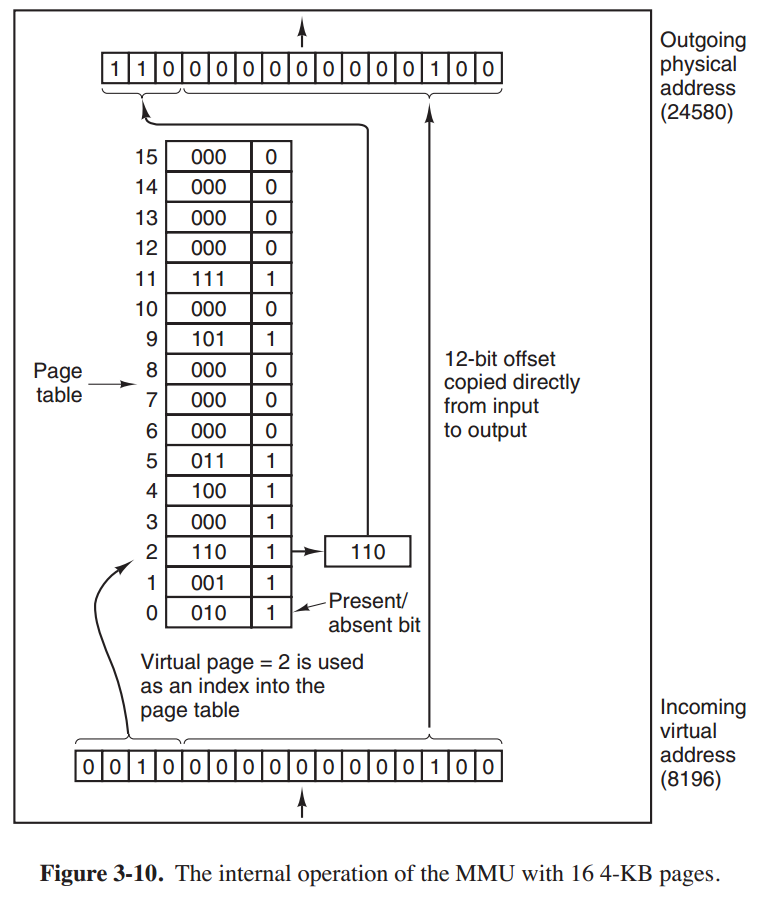 Outgoing
physical
address
(24580)
1 1 0 0 0 0 0 0 0 0 0 0 1 0 0
15 000 0
14 000 0
13 000 0
12 000 0
11 111 1
10 000 0
9 101 1
8 000 0
7 000 0
6 000 0
5 011 1
4 100 1
3 000 1
2 110 1
1 001 1
0 010 1
Page
table
110
12-bit offset
copied directly
from input
to output
Present/
absent bit
Virtual page = 2 is used
as an index into the
page table
0 0 1 0 0 0 0 0 0 0 0 0 0 1 0 0
Incoming
virtual
address
(8196)
Figure 3-10. The internal operation of the MMU with 16 4-KB pages.